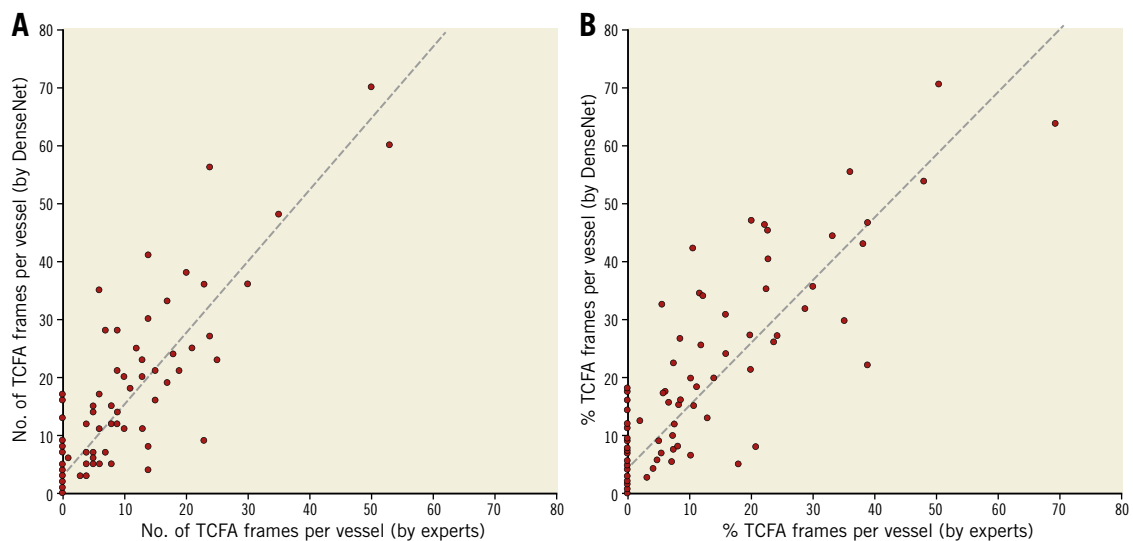 A
80
70
60
50
40
30
20
10
0
No. of TCFA frames per vessel (by DenseNet)
0 10 20 30 40 50 60 70 80
No. of TCFA frames per vessel (by experts)
B
80
70
60
50
40
30
20
10
0
% TCFA frames per vessel (by DenseNet)
0 10 20 30 40 50 60 70 80
% TCFA frames per vessel (by experts)